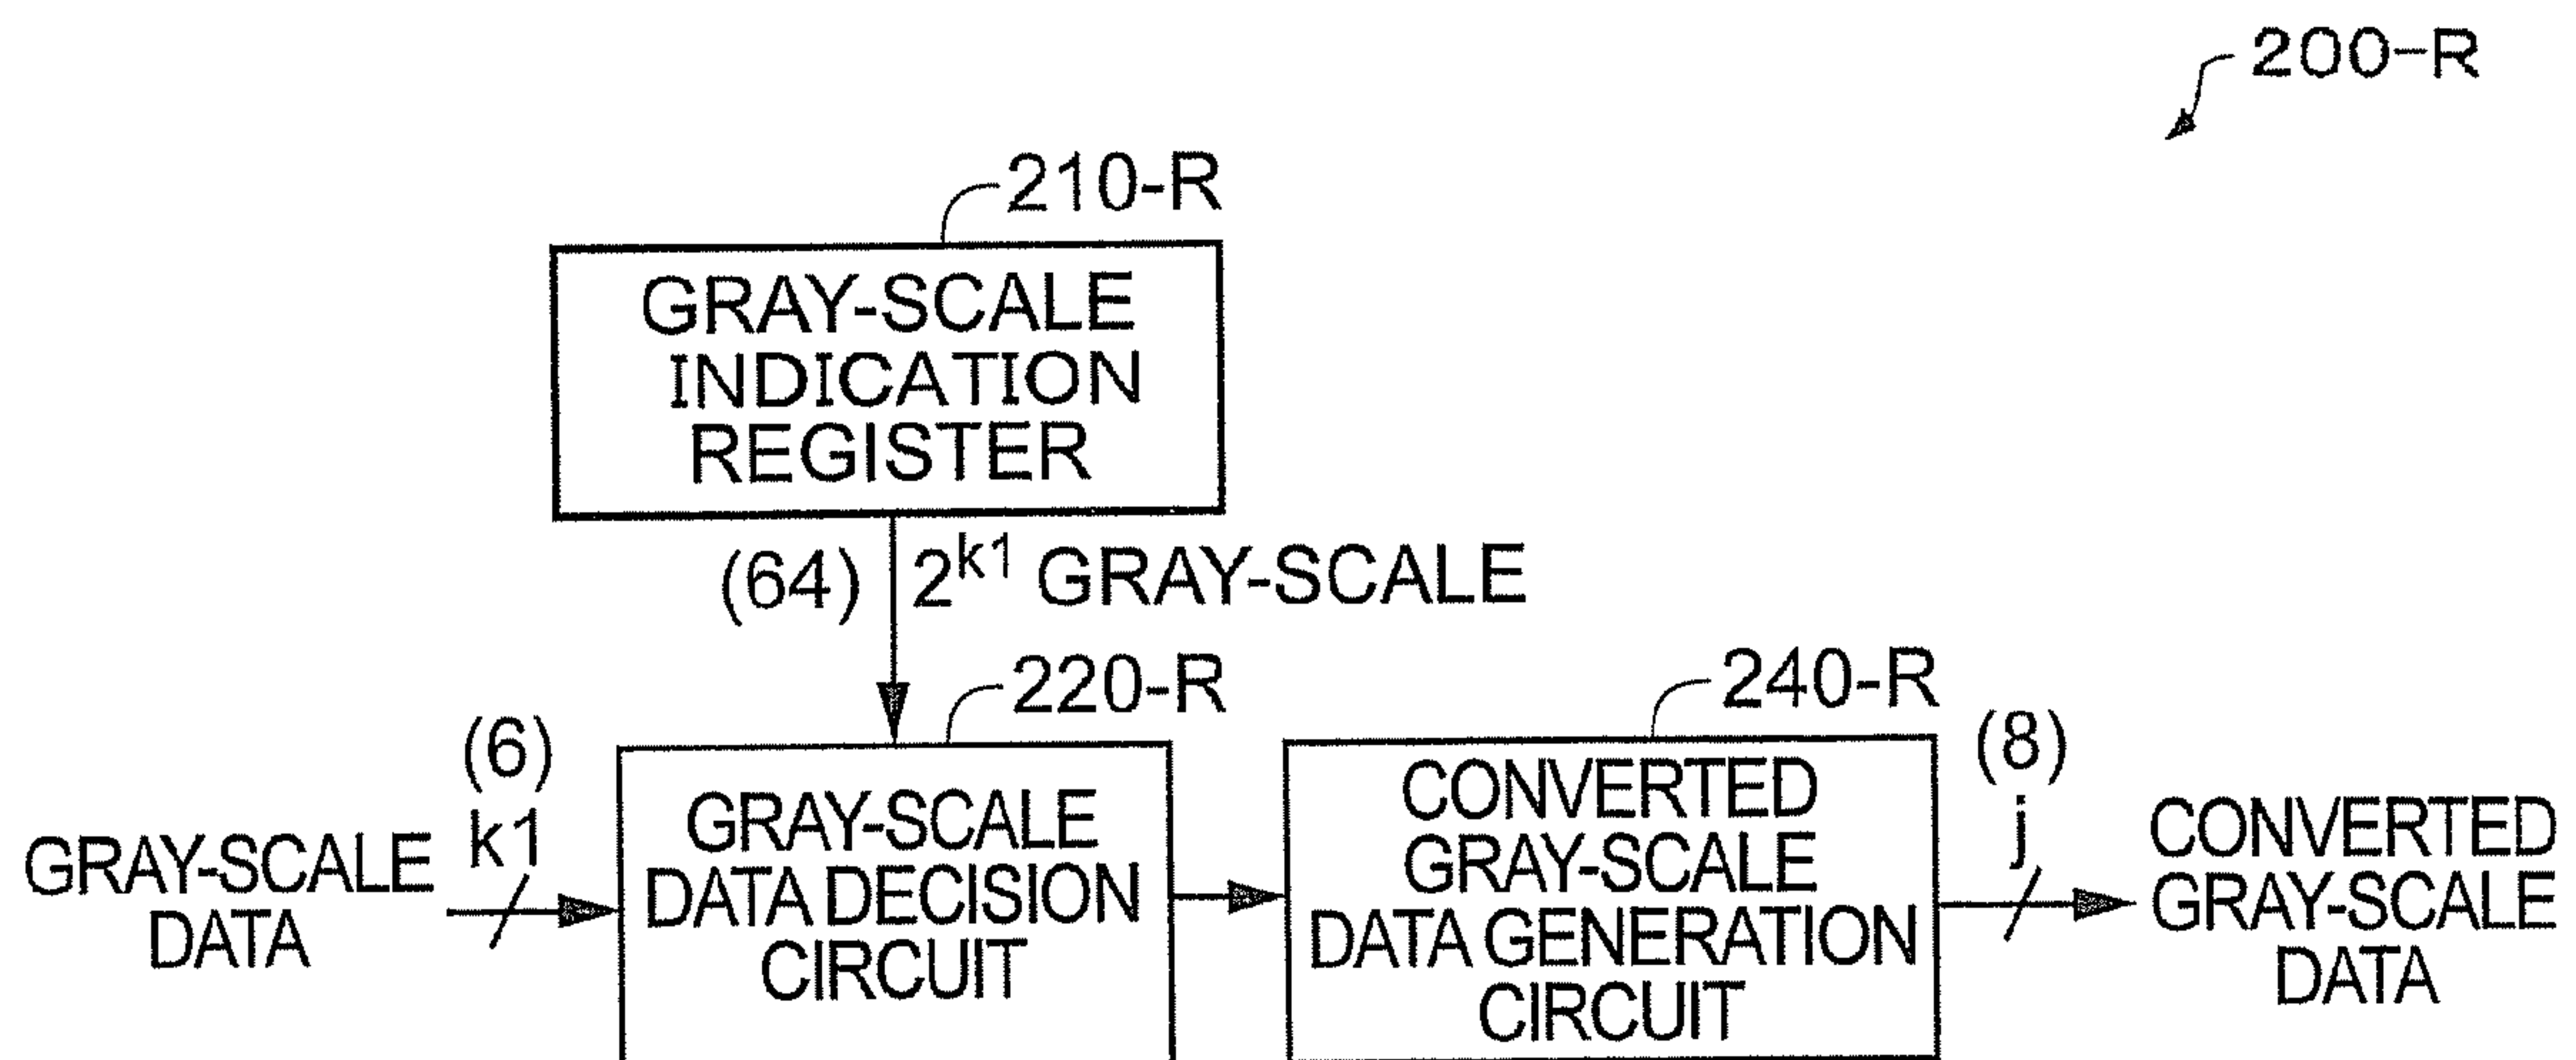 200-R
210-R
GRAY-SCALE
INDICATION
REGISTER
(64) 2^k1 GRAY-SCALE
220-R
240-R
(6)
k1
GRAY-SCALE
DATA
GRAY-SCALE
DATA DECISION
CIRCUIT
CONVERTED
GRAY-SCALE
DATA GENERATION
CIRCUIT
(8)
j
CONVERTED
GRAY-SCALE
DATA